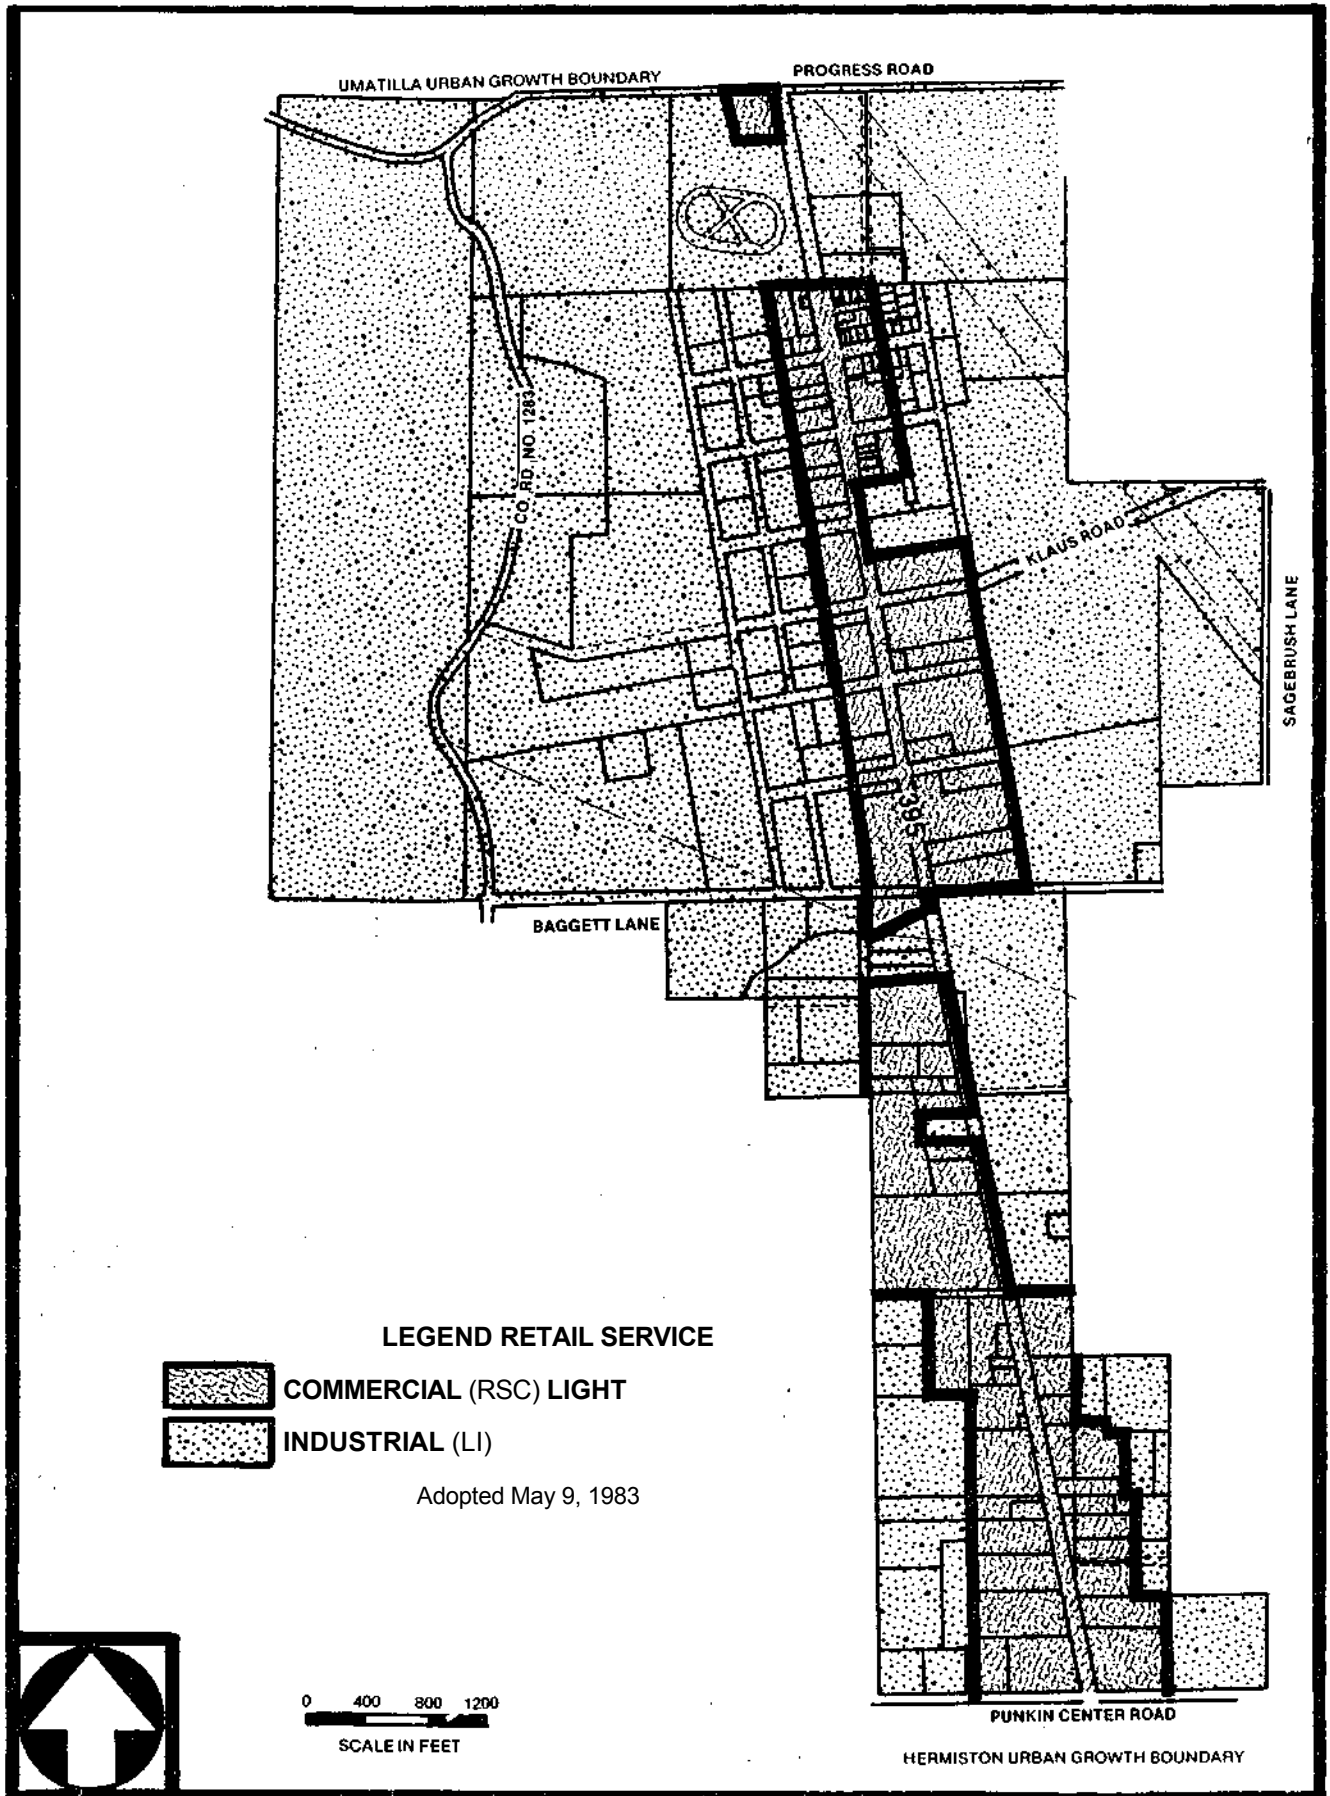 UMATILLA URBAN GROWTH BOUNDARY
PROGRESS ROAD
CO. RD. NO. 1283
KLAUS ROAD
SAGEBRUSH LANE
395
BAGGETT LANE
LEGEND RETAIL SERVICE
COMMERCIAL (RSC) LIGHT
INDUSTRIAL (LI)
Adopted May 9, 1983
0 400 800 1200
SCALE IN FEET
PUNKIN CENTER ROAD
HERMISTON URBAN GROWTH BOUNDARY